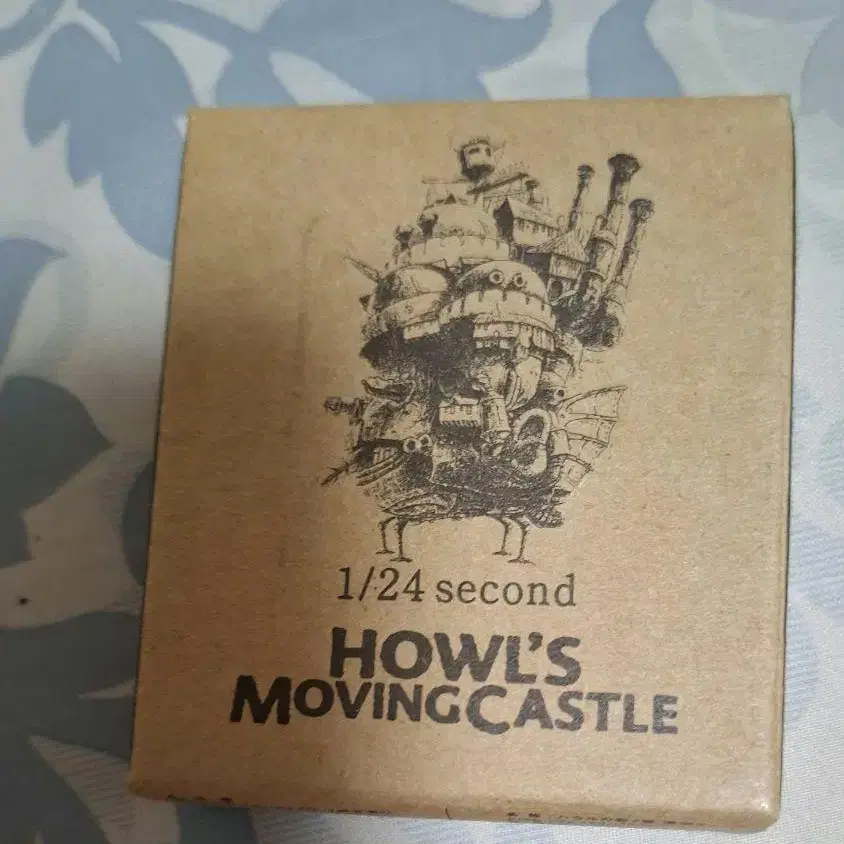 1/24 second
HOWL'S
MOVING CASTLE